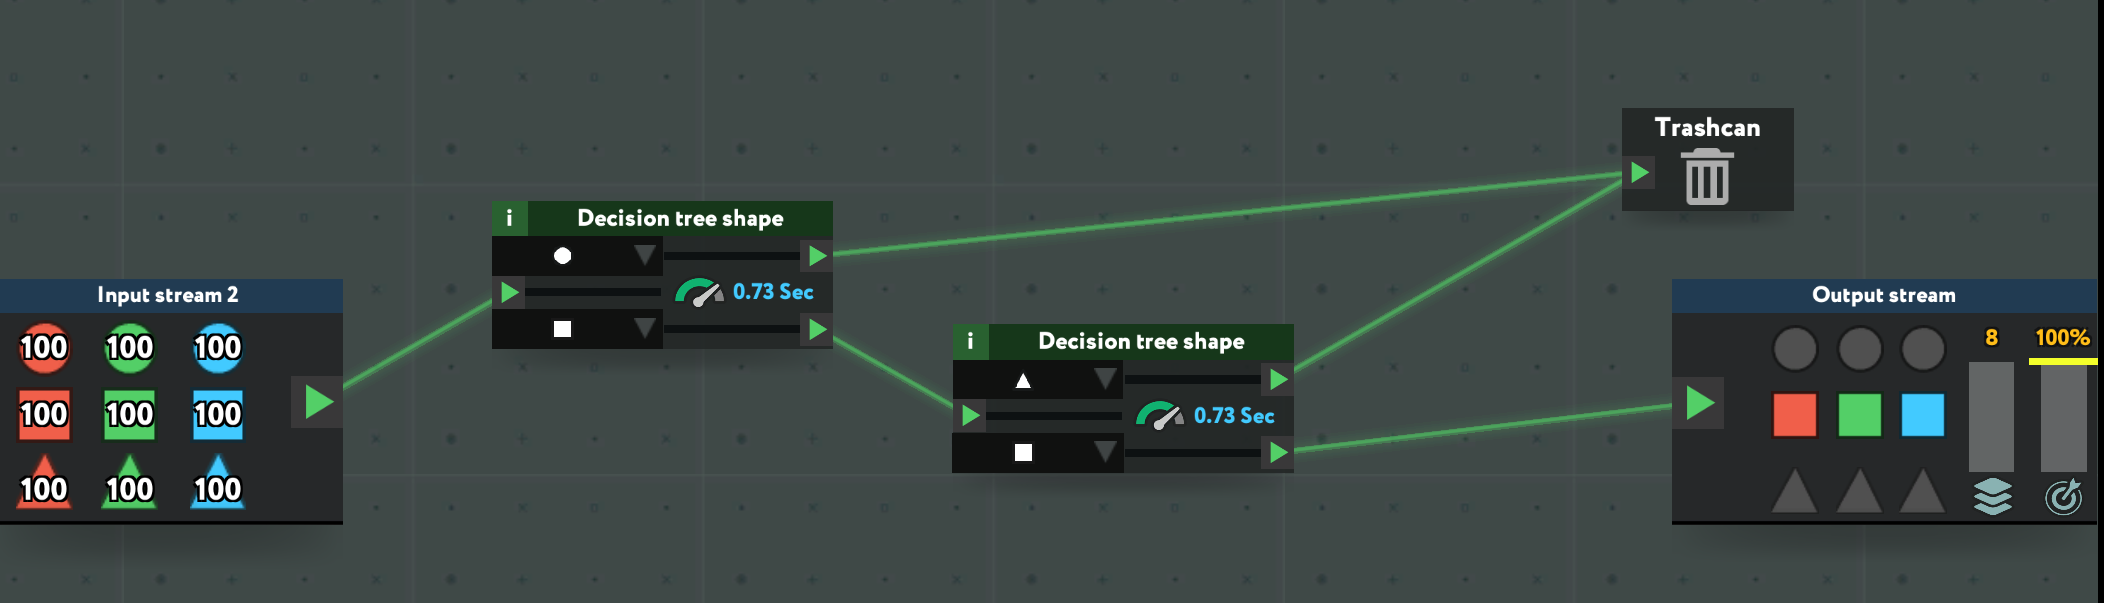 Trashcan
i Decision tree shape
0.73 Sec
Input stream 2
100 100 100
100 100 100
100 100 100
i Decision tree shape
0.73 Sec
Output stream
8 100%